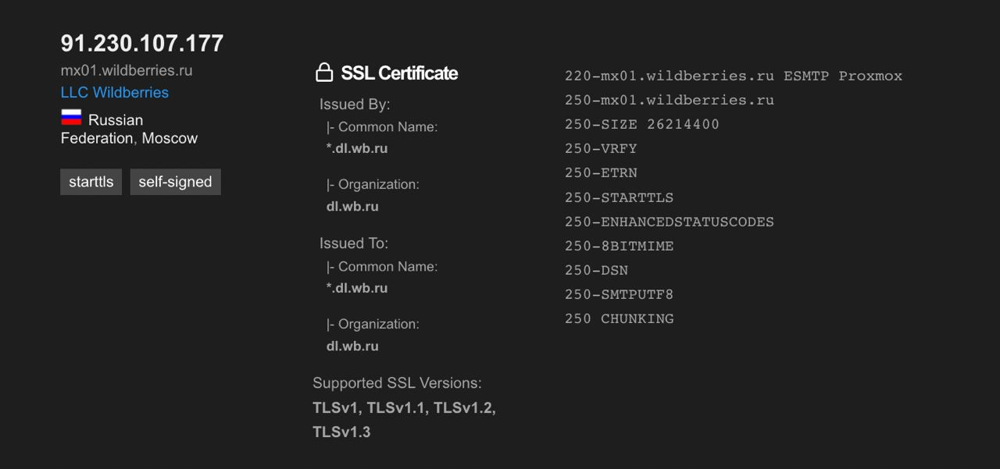 91.230.107.177
mx01.wildberries.ru
LLC Wildberries
Russian
Federation, Moscow
starttls self-signed
SSL Certificate
Issued By:
|- Common Name:
*.dl.wb.ru
|- Organization:
dl.wb.ru
Issued To:
|- Common Name:
*.dl.wb.ru
|- Organization:
dl.wb.ru
Supported SSL Versions:
TLSv1, TLSv1.1, TLSv1.2,
TLSv1.3
220-mx01.wildberries.ru ESMTP Proxmox
250-mx01.wildberries.ru
250-SIZE 26214400
250-VRFY
250-ETRN
250-STARTTLS
250-ENHANCEDSTATUSCODES
250-8BITMIME
250-DSN
250-SMTPUTF8
250 CHUNKING